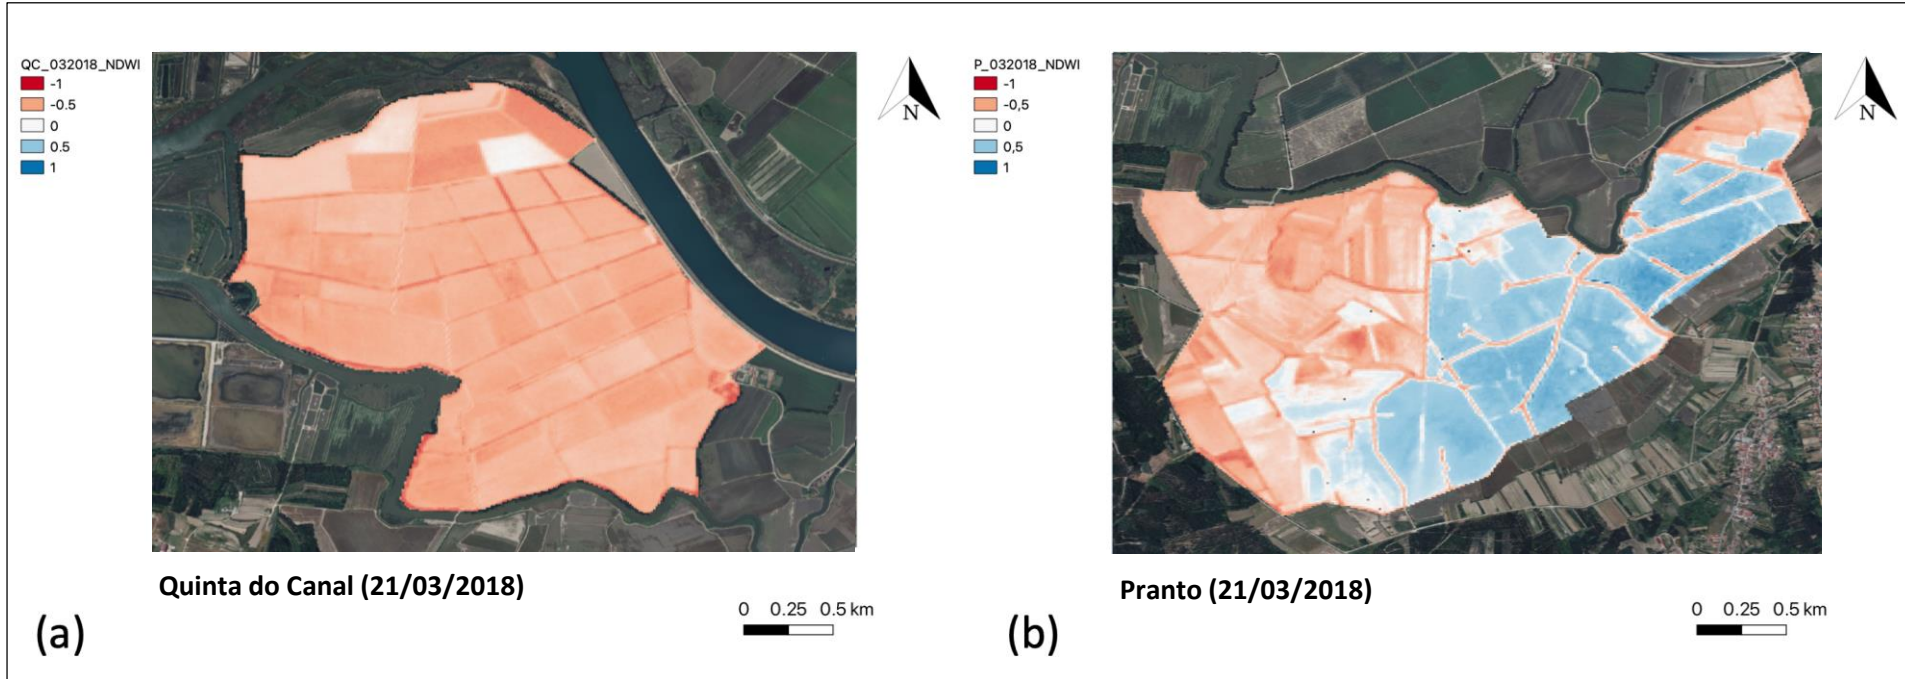 QC_032018_NDWI
-1
-0.5
0
0.5
1
N
Quinta do Canal (21/03/2018)
0 0.25 0.5 km
(a)
P_032018_NDWI
-1
-0,5
0
0,5
1
N
Pranto (21/03/2018)
0 0.25 0.5 km
(b)